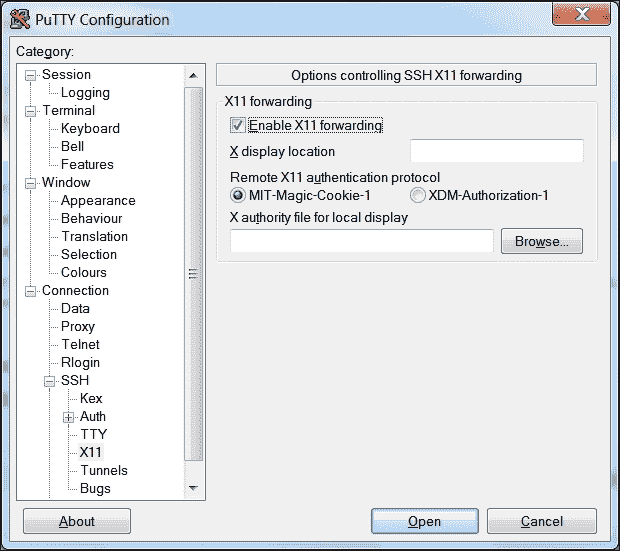 PuTTY Configuration
Category:
Session
Logging
Terminal
Keyboard
Bell
Features
Window
Appearance
Behaviour
Translation
Selection
Colours
Connection
Data
Proxy
Telnet
Rlogin
SSH
Kex
Auth
TTY
X11
Tunnels
Bugs
Options controlling SSH X11 forwarding
X11 forwarding
Enable X11 forwarding
X display location
Remote X11 authentication protocol
MIT-Magic-Cookie-1 XDM-Authorization-1
X authority file for local display
Browse...
About Open Cancel